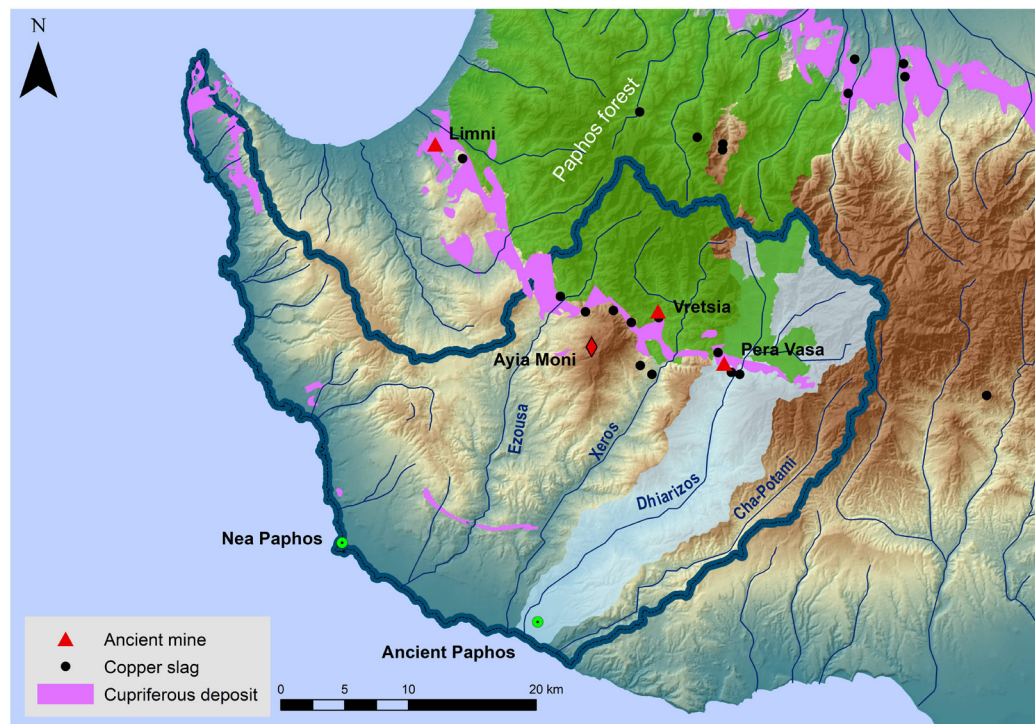 N
Limni
Paphos forest
Vretsia
Pera Vasa
Ayia Moni
Ezousa
Xeros
Dhiarizos
Cha-Potami
Nea Paphos
Ancient Paphos
Ancient mine
Copper slag
Cupriferous deposit
0 5 10 20 km